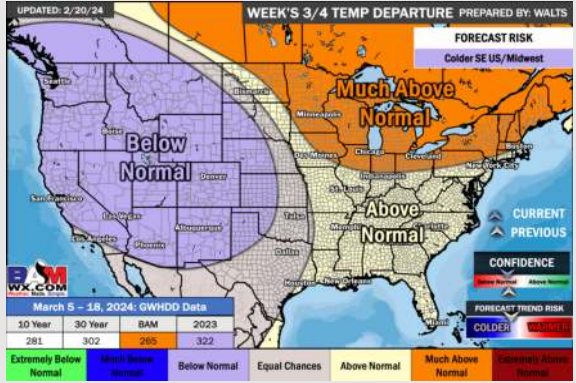 UPDATED: 2/20/24
WEEK'S 3/4 TEMP DEPARTURE PREPARED BY: WALTS
FORECAST RISK
Colder SE US/Midwest
Much Above
Normal
Seattle
Bismarck
Minneapolis
Boise
Below
Normal
Des Moines
Chicago
Cleveland
Boston
New York City
Denver
Indianapolis
St. Louis
San Francisco
Las Vegas
Above
Normal
Charlotte
Memphis
Tulsa
Albuquerque
Los Angeles
Phoenix
Dallas
Houston
New Orleans
Miami
CURRENT
PREVIOUS
CONFIDENCE
Below Normal Above Normal
FORECAST TREND RISK
COLDER WARMER
BAM
WX.COM
March 5 – 18, 2024: GWHDD Data
10 Year 30 Year BAM 2023
281 302 265 322
Extremely Below
Normal
Much Below
Normal
Below Normal
Equal Chances
Above Normal
Much Above
Normal
Extremely Above
Normal